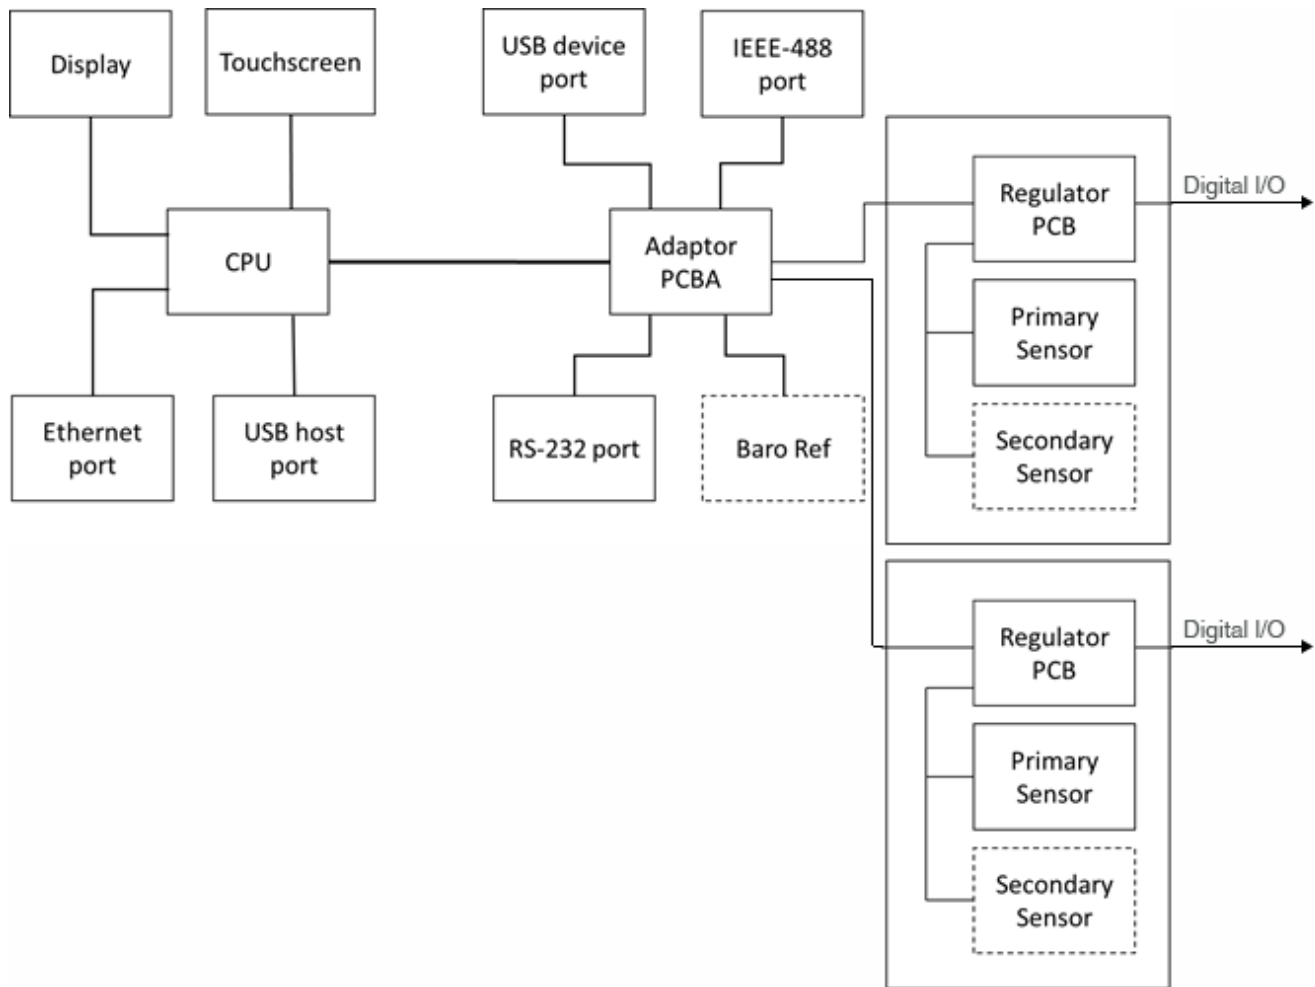 Display
Touchscreen
USB device
port
IEEE-488
port
Regulator
PCB
Digital I/O
CPU
Adaptor
PCBA
Primary
Sensor
Ethernet
port
USB host
port
RS-232 port
Baro Ref
Secondary
Sensor
Regulator
PCB
Digital I/O
Primary
Sensor
Secondary
Sensor